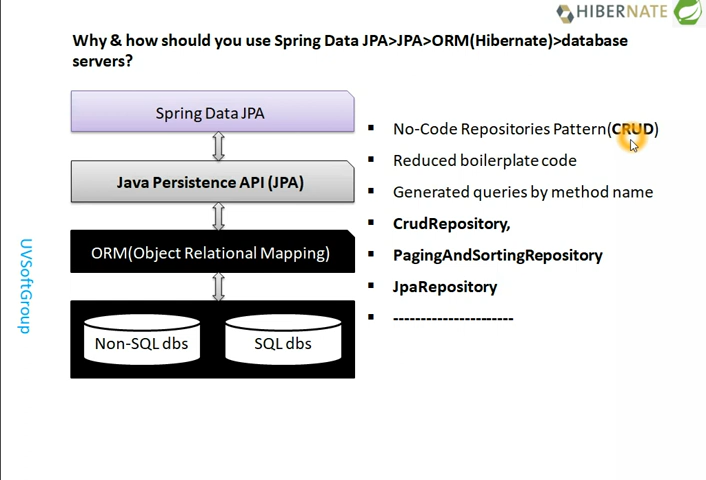 HIBERNATE
Why & how should you use Spring Data JPA>JPA>ORM(Hibernate)>database
servers?
Spring Data JPA
Java Persistence API (JPA)
ORM(Object Relational Mapping)
Non-SQL dbs
SQL dbs
▪ No-Code Repositories Pattern(CRUD)
▪ Reduced boilerplate code
▪ Generated queries by method name
▪ CrudRepository,
▪ PagingAndSortingRepository
▪ JpaRepository
▪ ----------------------
UVSoftGroup